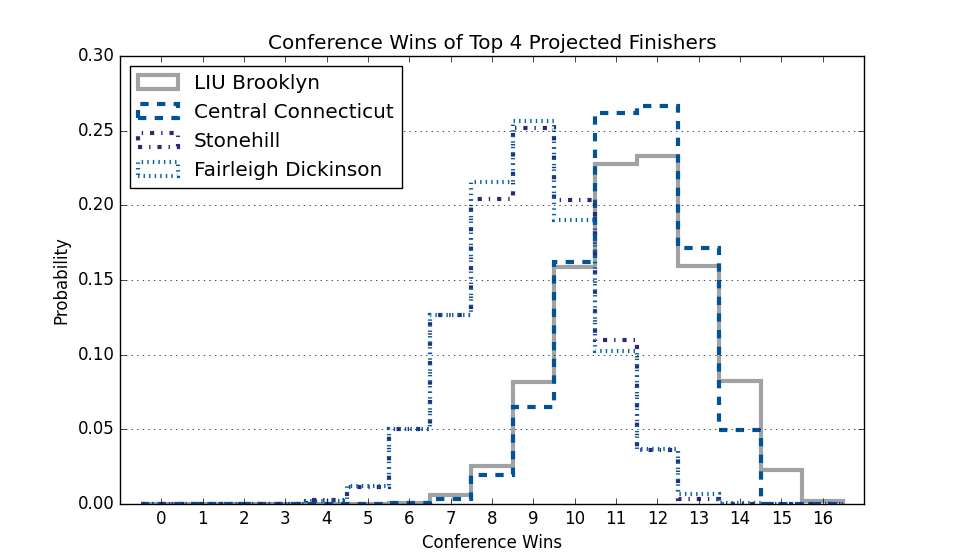 Conference Wins of Top 4 Projected Finishers
0.30
LIU Brooklyn
Central Connecticut
Stonehill
Fairleigh Dickinson
0.25
0.20
0.15
0.10
0.05
0.00
Probability
0 1 2 3 4 5 6 7 8 9 10 11 12 13 14 15 16
Conference Wins